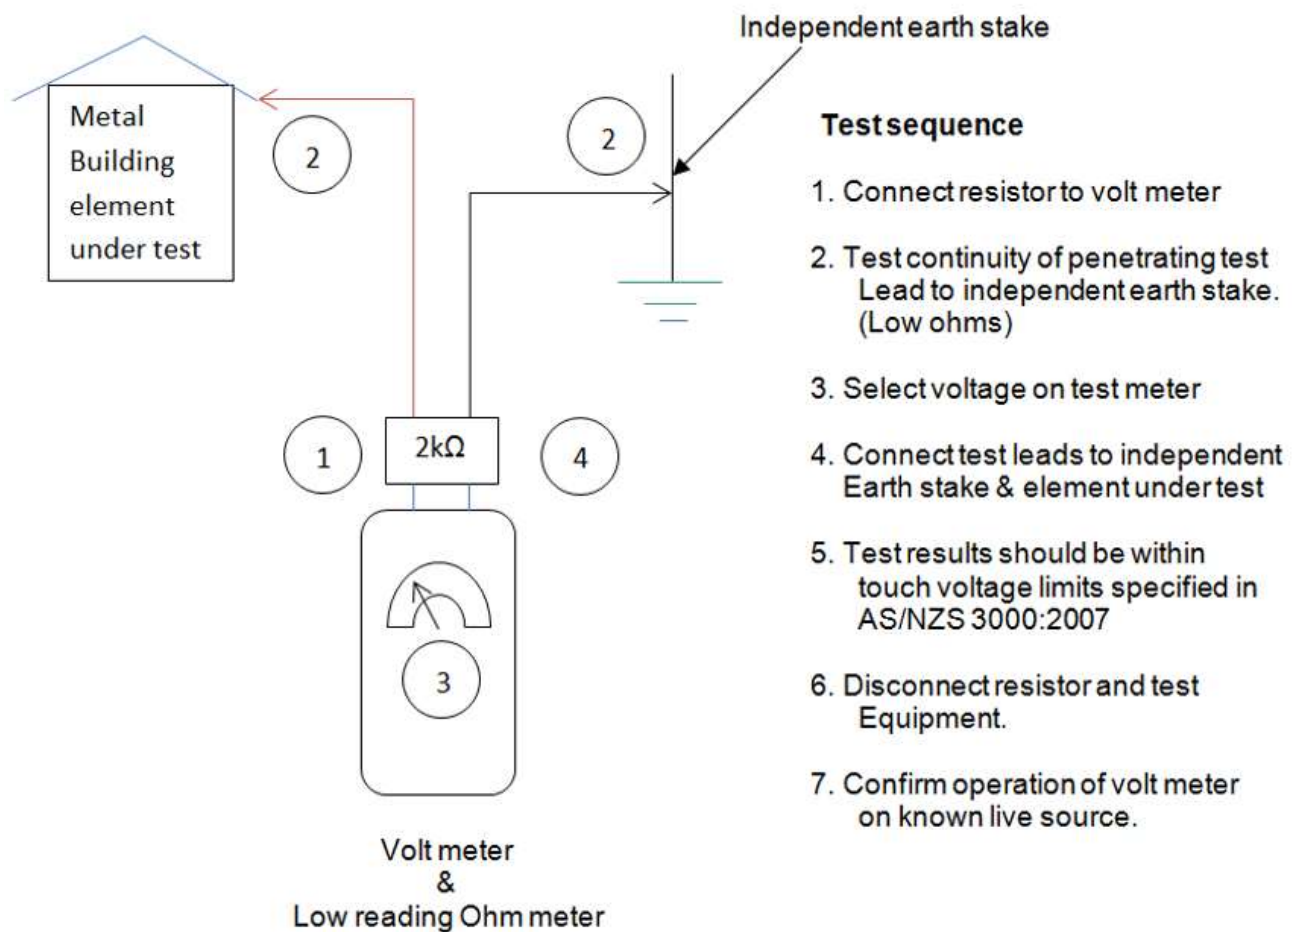 Independent earth stake
Metal
Building
element
under test
2
2
Test sequence
1. Connect resistor to volt meter
2. Test continuity of penetrating test
Lead to independent earth stake.
(Low ohms)
3. Select voltage on test meter
4. Connect test leads to independent
Earth stake & element under test
5. Test results should be within
touch voltage limits specified in
AS/NZS 3000:2007
6. Disconnect resistor and test
Equipment.
7. Confirm operation of volt meter
on known live source.
1
2kΩ
4
3
Volt meter
&
Low reading Ohm meter